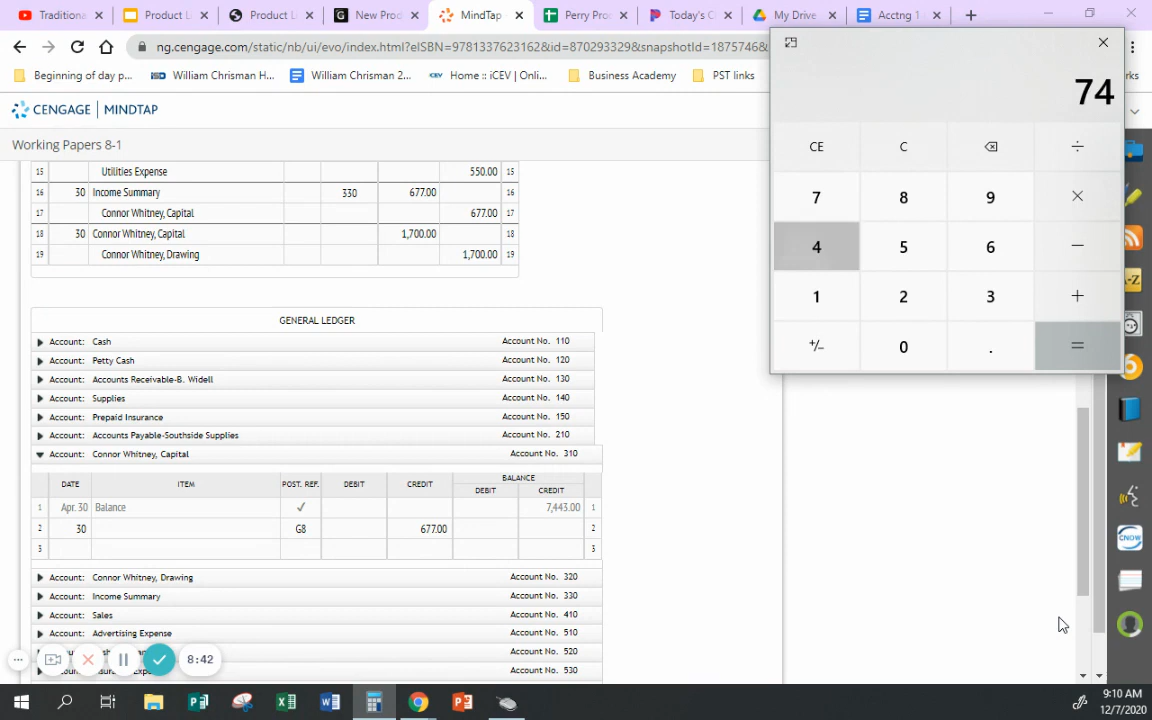 Traditiona
Product L
Product Li
New Prod
MindTap
Perry Pro
Today's C
My Drive
Acctng 1
ng.cengage.com/static/nb/ui/evo/index.html?eISBN=9781337623162&id=870293329&snapshotId=1875746&
Beginning of day p...
William Chrisman H...
William Chrisman 2...
Home :: iCEV | Onli...
Business Academy
PST links
rks
CENGAGE | MINDTAP
Working Papers 8-1
74
CE C ÷
7 8 9 ×
4 5 6 −
1 2 3 +
+/− 0 . =
15 Utilities Expense 550.00 15
16 30 Income Summary 330 677.00 16
17 Connor Whitney, Capital 677.00 17
18 30 Connor Whitney, Capital 1,700.00 18
19 Connor Whitney, Drawing 1,700.00 19
GENERAL LEDGER
Account: Cash Account No. 110
Account: Petty Cash Account No. 120
Account: Accounts Receivable-B. Widell Account No. 130
Account: Supplies Account No. 140
Account: Prepaid Insurance Account No. 150
Account: Accounts Payable-Southside Supplies Account No. 210
Account: Connor Whitney, Capital Account No. 310
DATE ITEM POST. REF. DEBIT CREDIT BALANCE
DEBIT CREDIT
1 Apr. 30 Balance ✓ 7,443.00 1
2 30 G8 677.00 2
3 3
Account: Connor Whitney, Drawing Account No. 320
Account: Income Summary Account No. 330
Account: Sales Account No. 410
Account: Advertising Expense Account No. 510
Account No. 520
Account No. 530
8:42
A-Z
CNOW
9:10 AM
12/7/2020